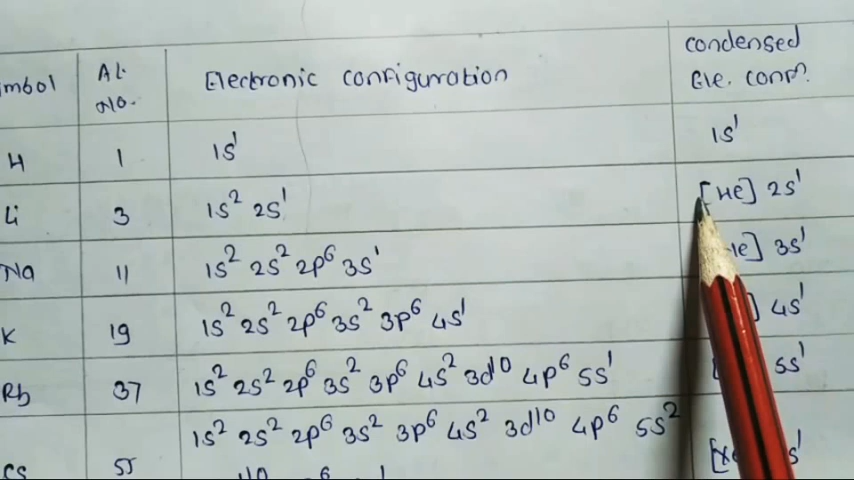 condensed
At. Electronic configuration Ele. confn.
No.
H 1 1s¹ 1s¹
Li 3 1s² 2s¹ [He] 2s¹
Na 11 1s² 2s² 2p⁶ 3s¹ 3s¹
K 19 1s² 2s² 2p⁶ 3s² 3p⁶ 4s¹ ] 4s¹
Rb 37 1s² 2s² 2p⁶ 3s² 3p⁶ 4s² 3d¹⁰ 4p⁶ 5s¹ 5s¹
1s² 2s² 2p⁶ 3s² 3p⁶ 4s² 3d¹⁰ 4p⁶ 5s²
Cs 55